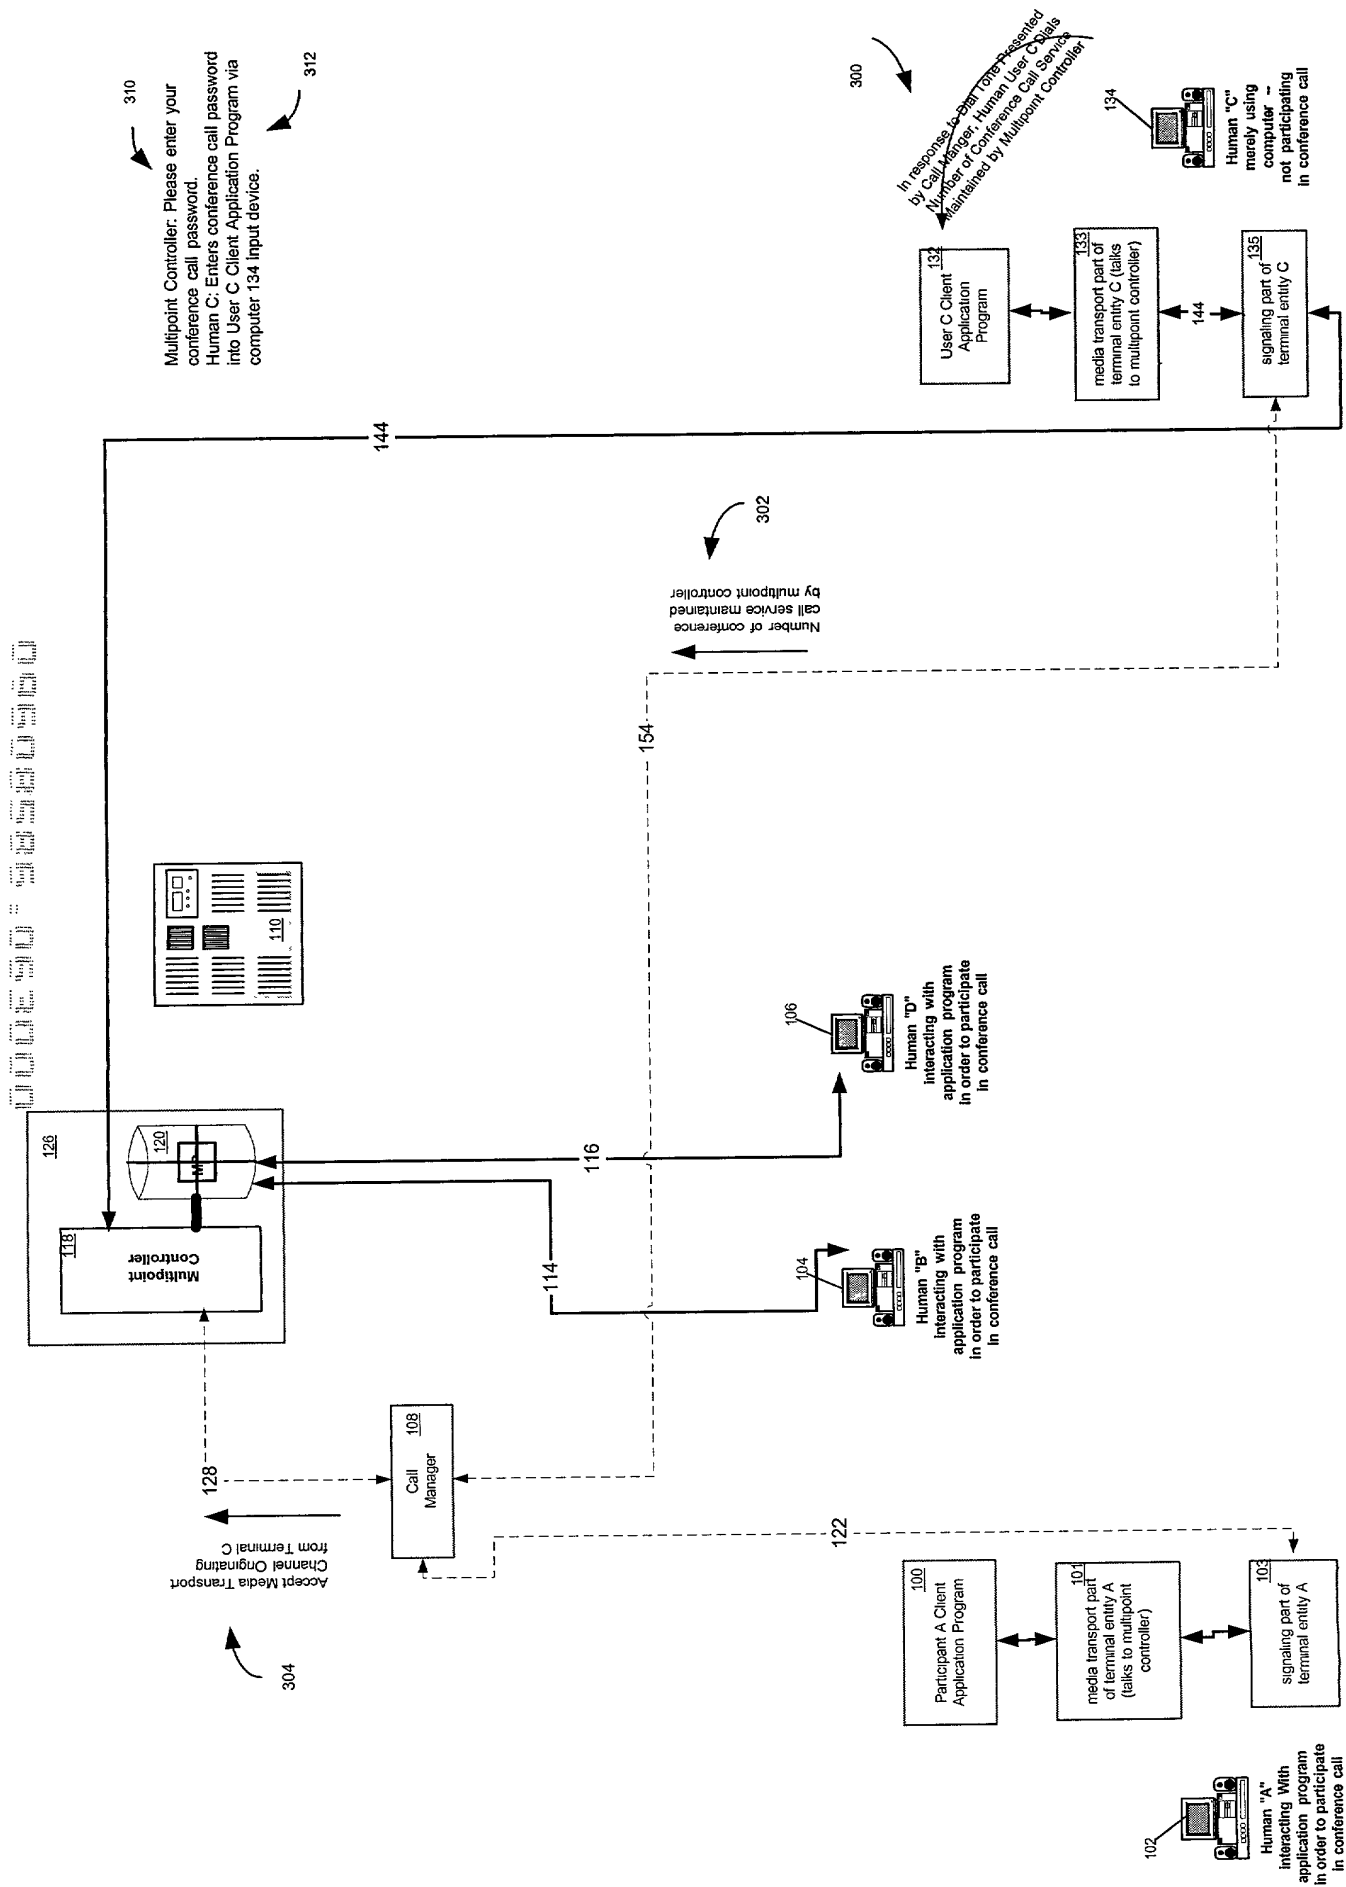 310
Multipoint Controller: Please enter your
conference call password.
Human C: Enters conference call password
into User C Client Application Program via
computer 134 input device.
312
300
In response to Dial Tone Presented
by Call Manger, Human User C Dials
Number of Conference Call Service
Maintained by Multipoint Controller
134
Human "C"
merely using
computer --
not participating
in conference call
132
User C Client
Application
Program
133
media transport part of
terminal entity C (talks
to multipoint controller)
144
135
signaling part of
terminal entity C
144
302
Number of conference
call service maintained
by multipoint controller
154
110
126
120
118
Multipoint
Controller
116
106
Human "D"
interacting with
application program
in order to participate
in conference call
114
104
Human "B"
interacting with
application program
in order to participate
in conference call
128
108
Call
Manager
Accept Media Transport
Channel Originating
from Terminal C
304
122
100
Participant A Client
Application Program
101
media transport part
of terminal entity A
(talks to multipoint
controller)
103
signaling part of
terminal entity A
102
Human "A"
interacting With
application program
in order to participate
in conference call